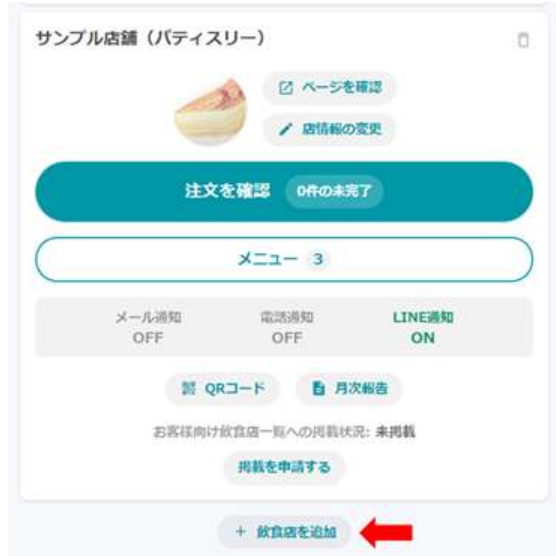 サンプル店舗（パティスリー）
ページを確認
店情報の変更
注文を確認 0件の未完了
メニュー 3
メール通知 電話通知 LINE通知
OFF OFF ON
QRコード 月次報告
お客様向け飲食店一覧への掲載状況: 未掲載
掲載を申請する
+ 飲食店を追加